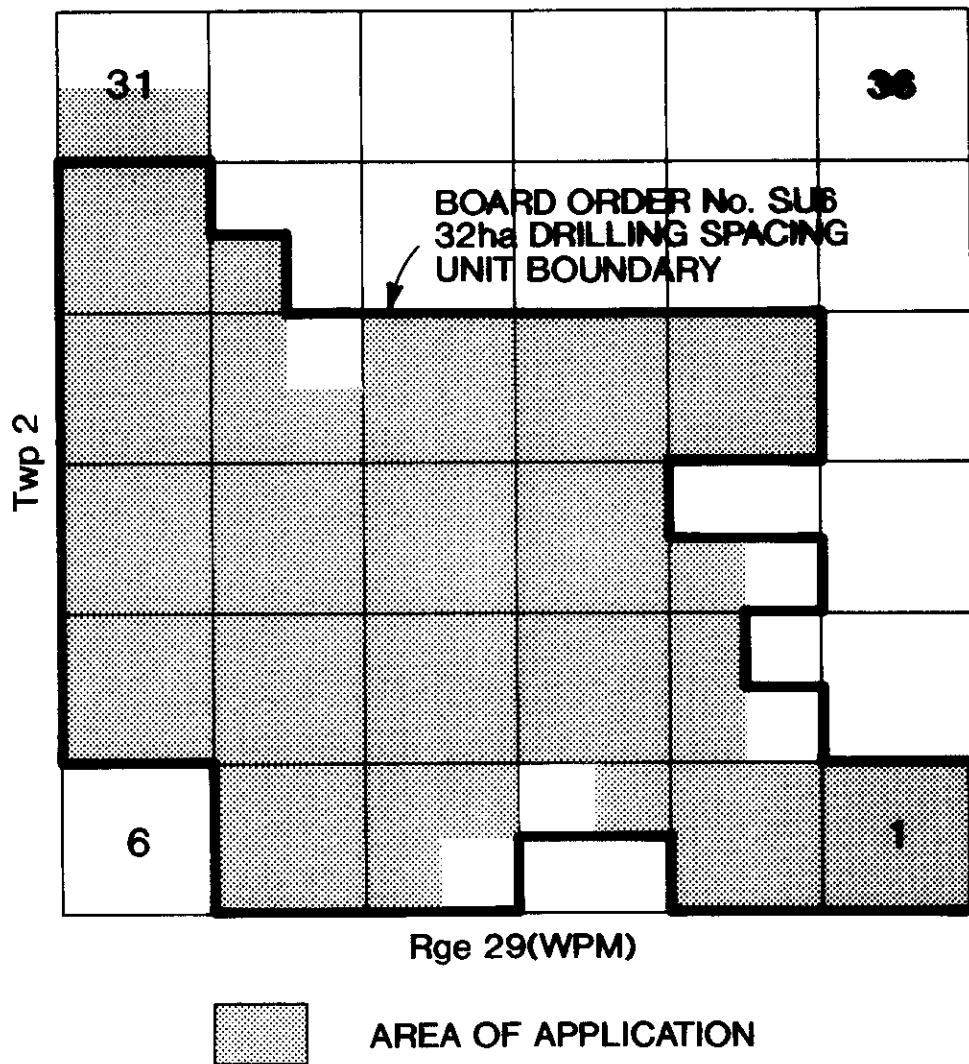 31
36
BOARD ORDER No. SU6
32ha DRILLING SPACING
UNIT BOUNDARY
Twp 2
6
1
Rge 29(WPM)
AREA OF APPLICATION